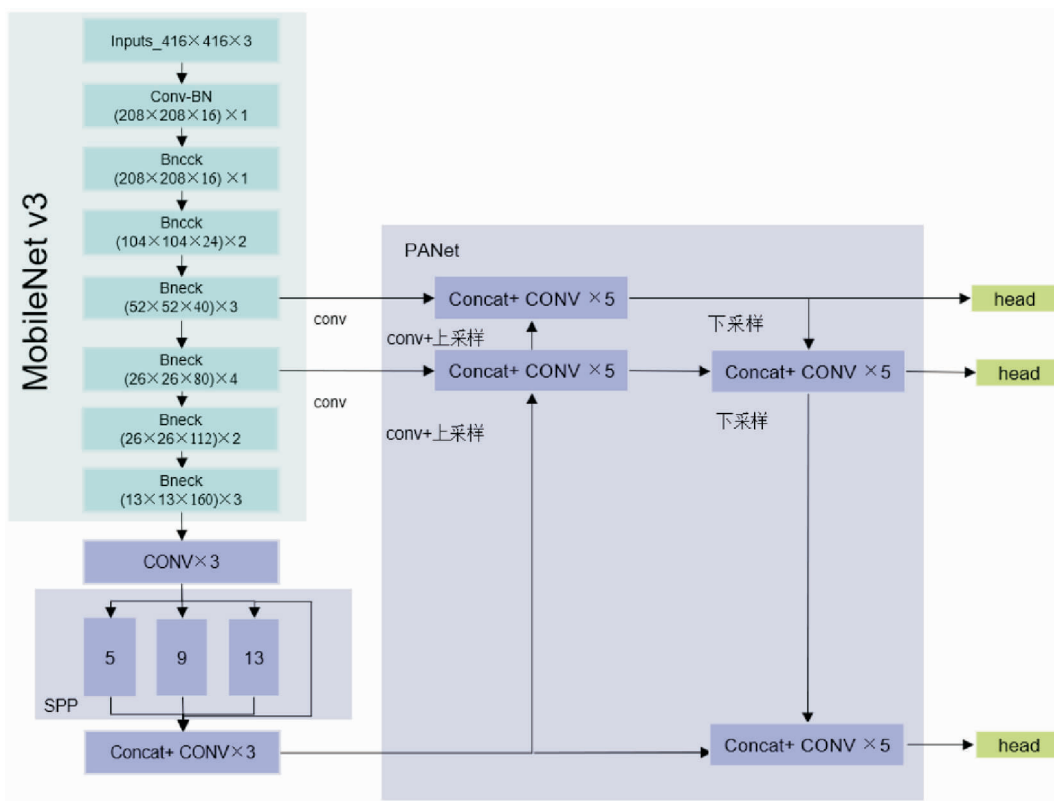 MobileNet v3
Inputs_416×416×3
Conv-BN
(208×208×16)×1
Bncck
(208×208×16)×1
Bncck
(104×104×24)×2
Bneck
(52×52×40)×3
Bneck
(26×26×80)×4
Bneck
(26×26×112)×2
Bneck
(13×13×160)×3
CONV×3
5
9
13
SPP
Concat+ CONV×3
conv
conv
PANet
Concat+ CONV ×5
conv+上采样
Concat+ CONV ×5
conv+上采样
下采样
Concat+ CONV ×5
下采样
Concat+ CONV ×5
head
head
head